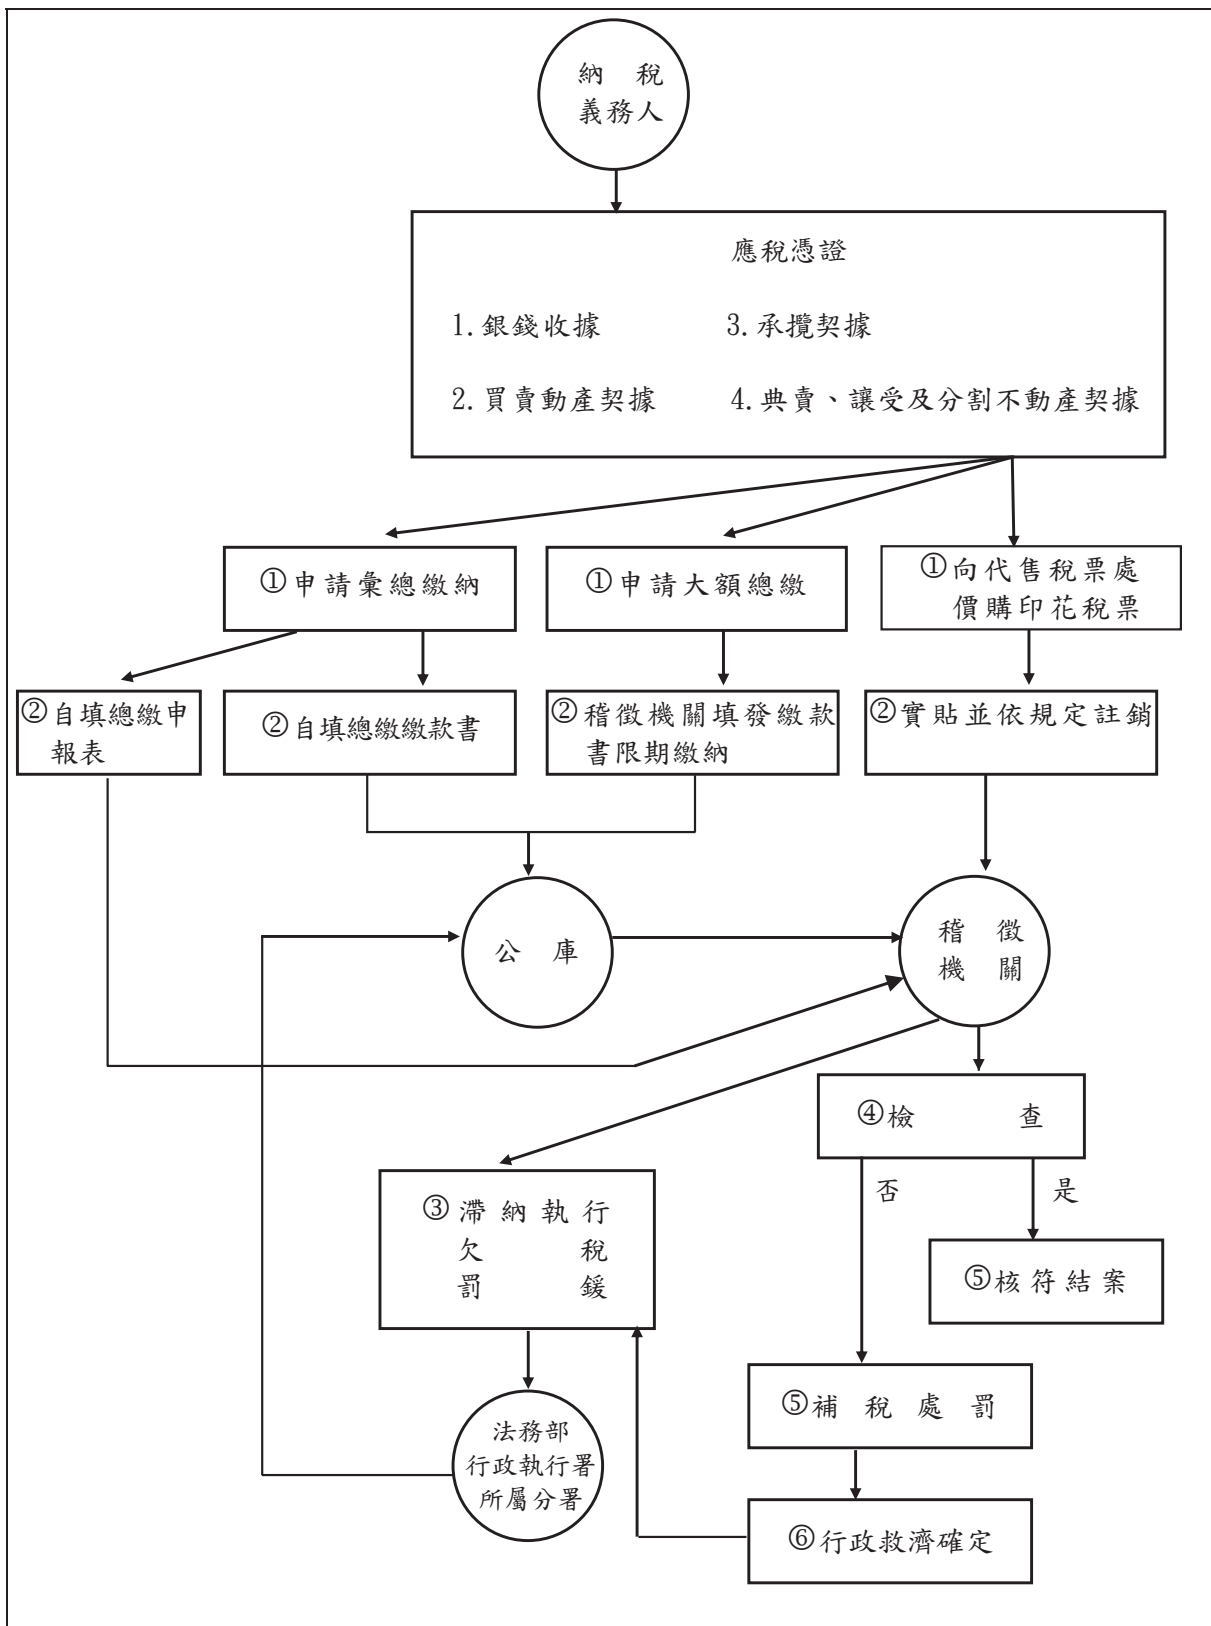 納 稅
義務人
應稅憑證
1.銀錢收據
3.承攬契據
2.買賣動產契據
4.典賣、讓受及分割不動產契據
①申請彙總繳納
①申請大額總繳
①向代售稅票處
價購印花稅票
②自填總繳申
報表
②自填總繳繳款書
②稽徵機關填發繳款
書限期繳納
②實貼並依規定註銷
公 庫
稽 徵
機 關
④檢 查
否
是
③滯納執行
欠 稅
罰 鍰
⑤核符結案
⑤補稅處罰
法務部
行政執行署
所屬分署
⑥行政救濟確定